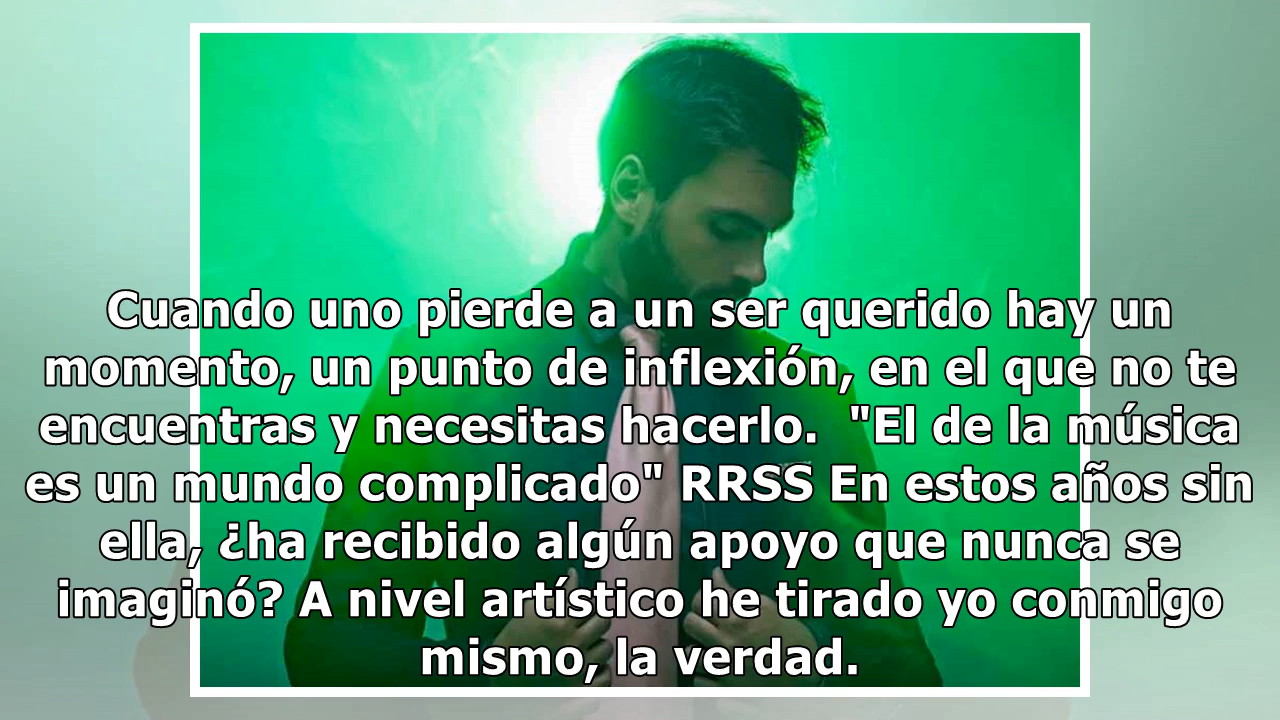 Cuando uno pierde a un ser querido hay un
momento, un punto de inflexión, en el que no te
encuentras y necesitas hacerlo.  "El de la música
es un mundo complicado" RRSS En estos años sin
ella, ¿ha recibido algún apoyo que nunca se
imaginó? A nivel artístico he tirado yo conmigo
mismo, la verdad.